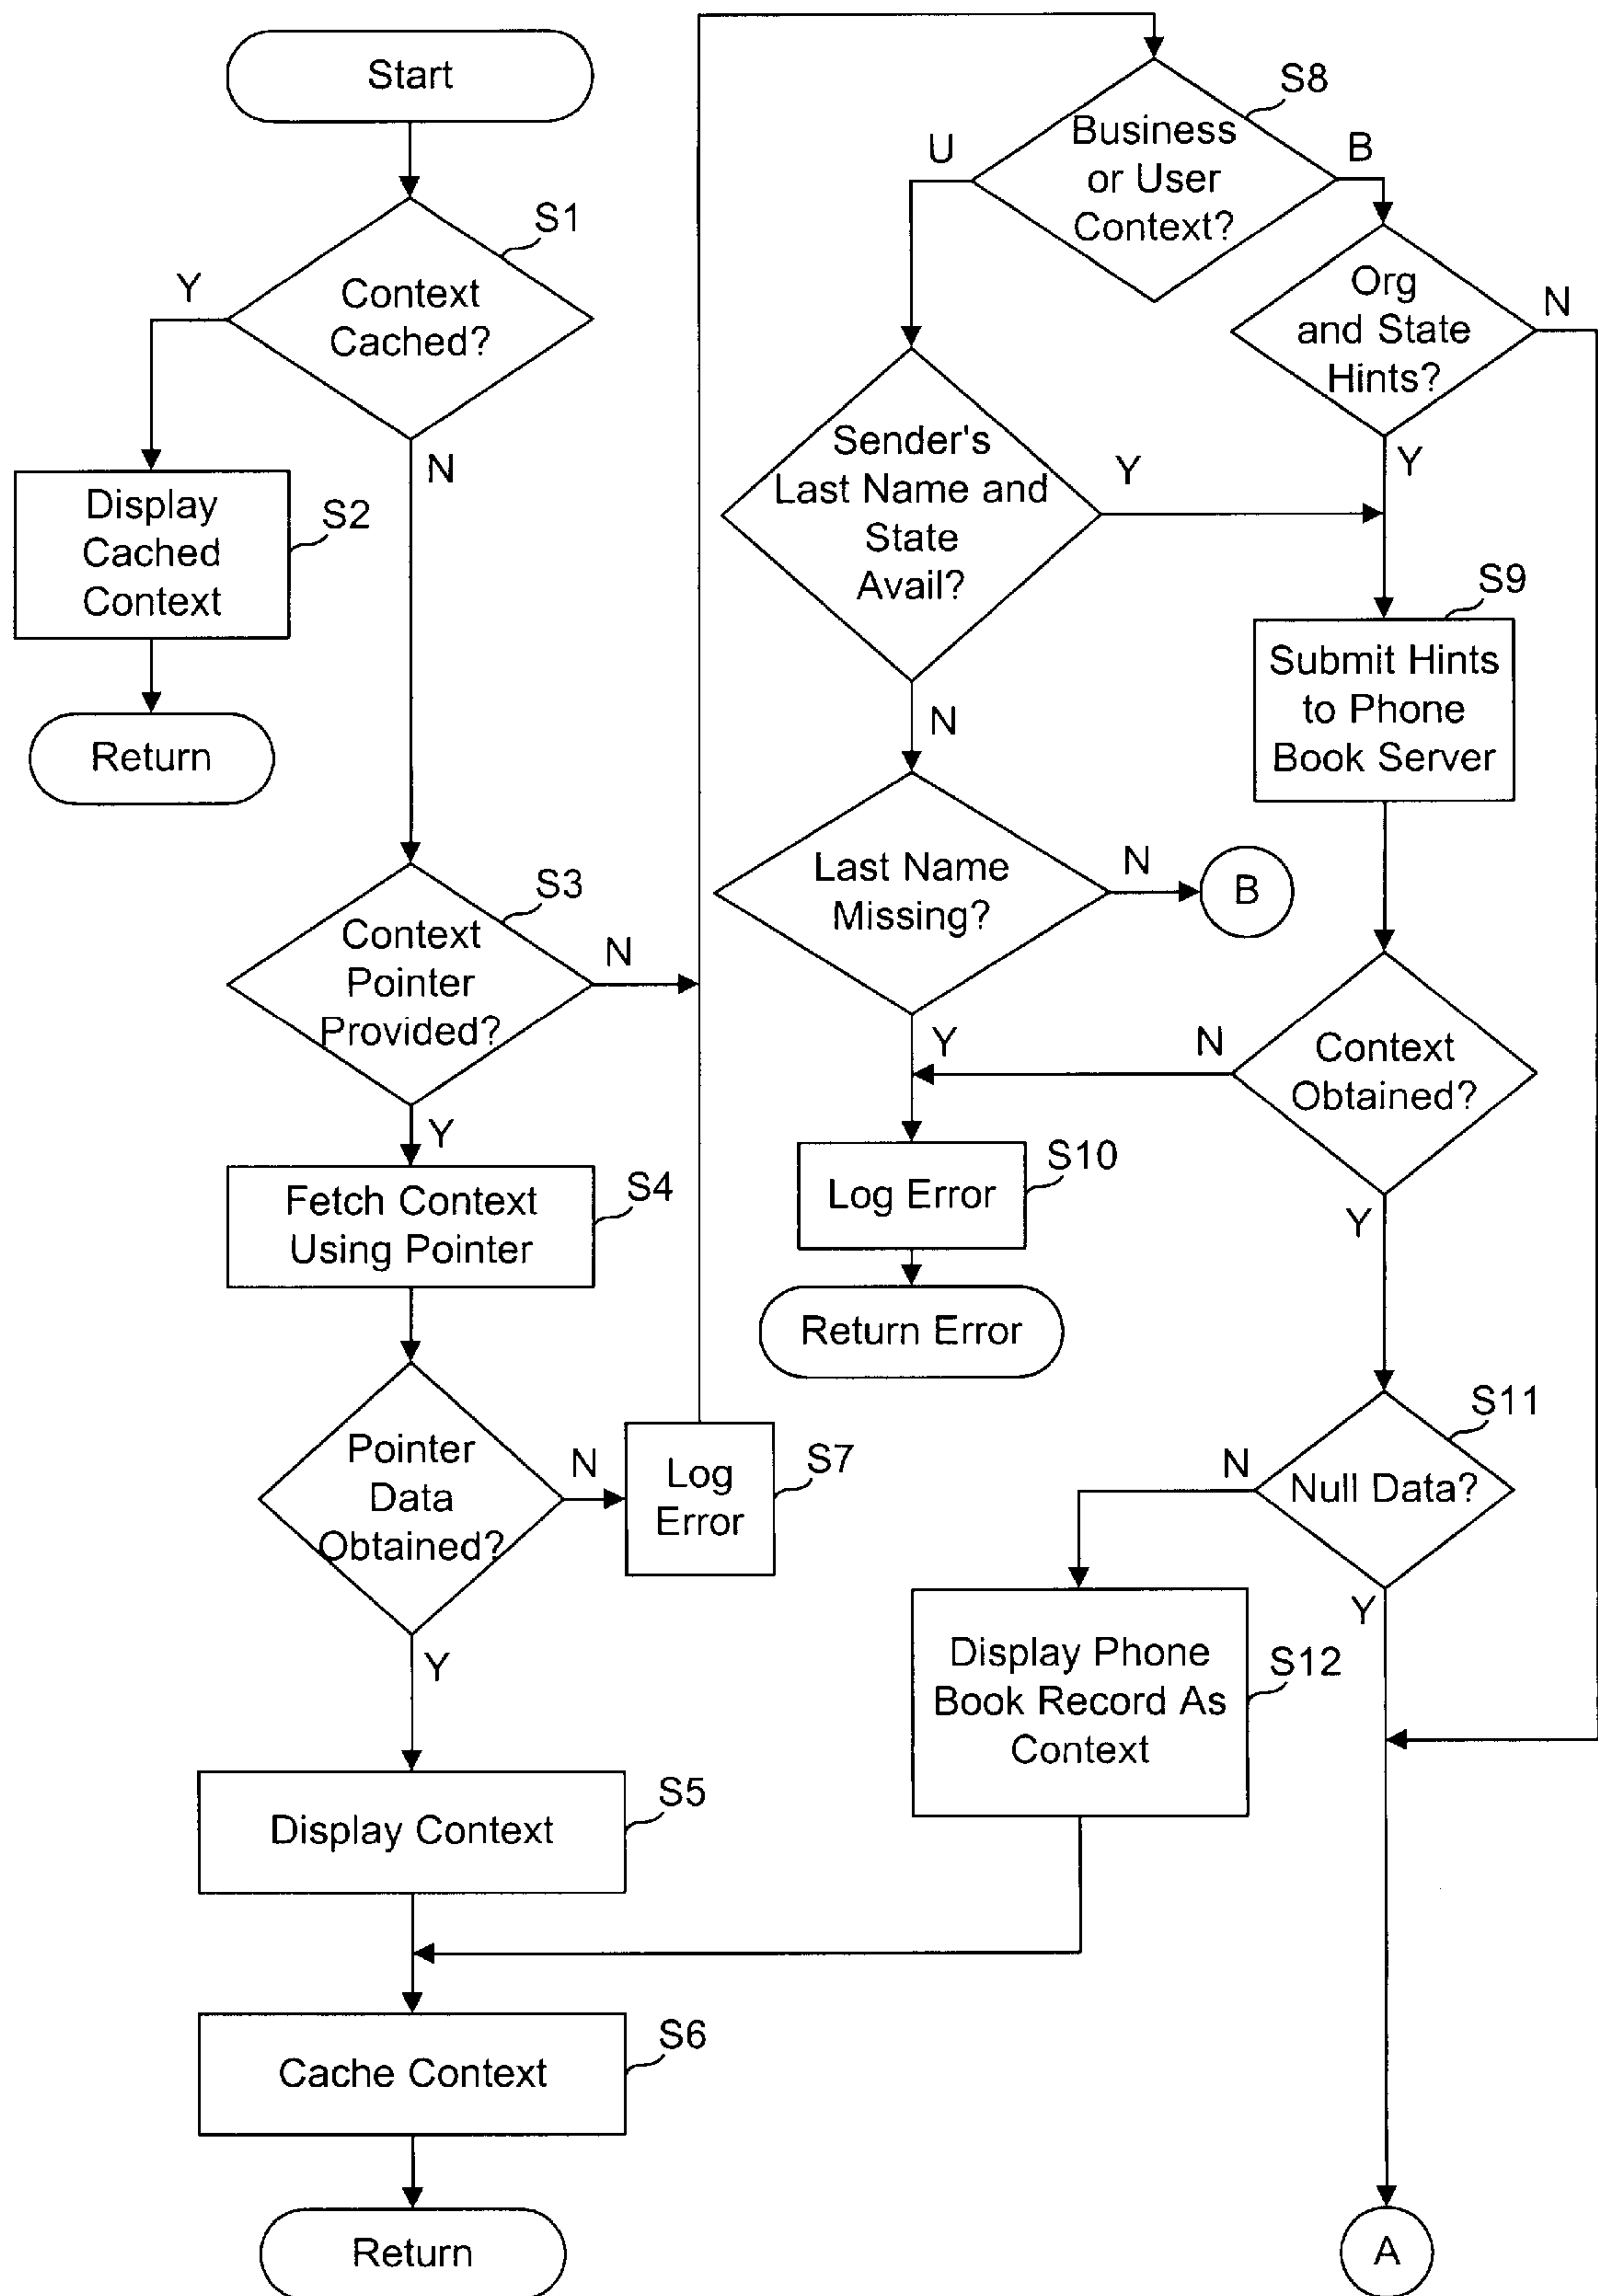 Start
S1
Context
Cached?
Y
N
Display
Cached
Context
S2
Return
S3
Context
Pointer
Provided?
N
Y
Fetch Context
Using Pointer
S4
Pointer
Data
Obtained?
N
Log
Error
S7
Y
Display Context
S5
Cache Context
S6
Return
S8
Business
or User
Context?
U
B
Org
and State
Hints?
N
Y
Sender's
Last Name and
State
Avail?
Y
N
S9
Submit Hints
to Phone
Book Server
Last Name
Missing?
N
B
Y
Context
Obtained?
N
Y
Log Error
S10
Return Error
S11
Null Data?
N
Y
Display Phone
Book Record As
Context
S12
A